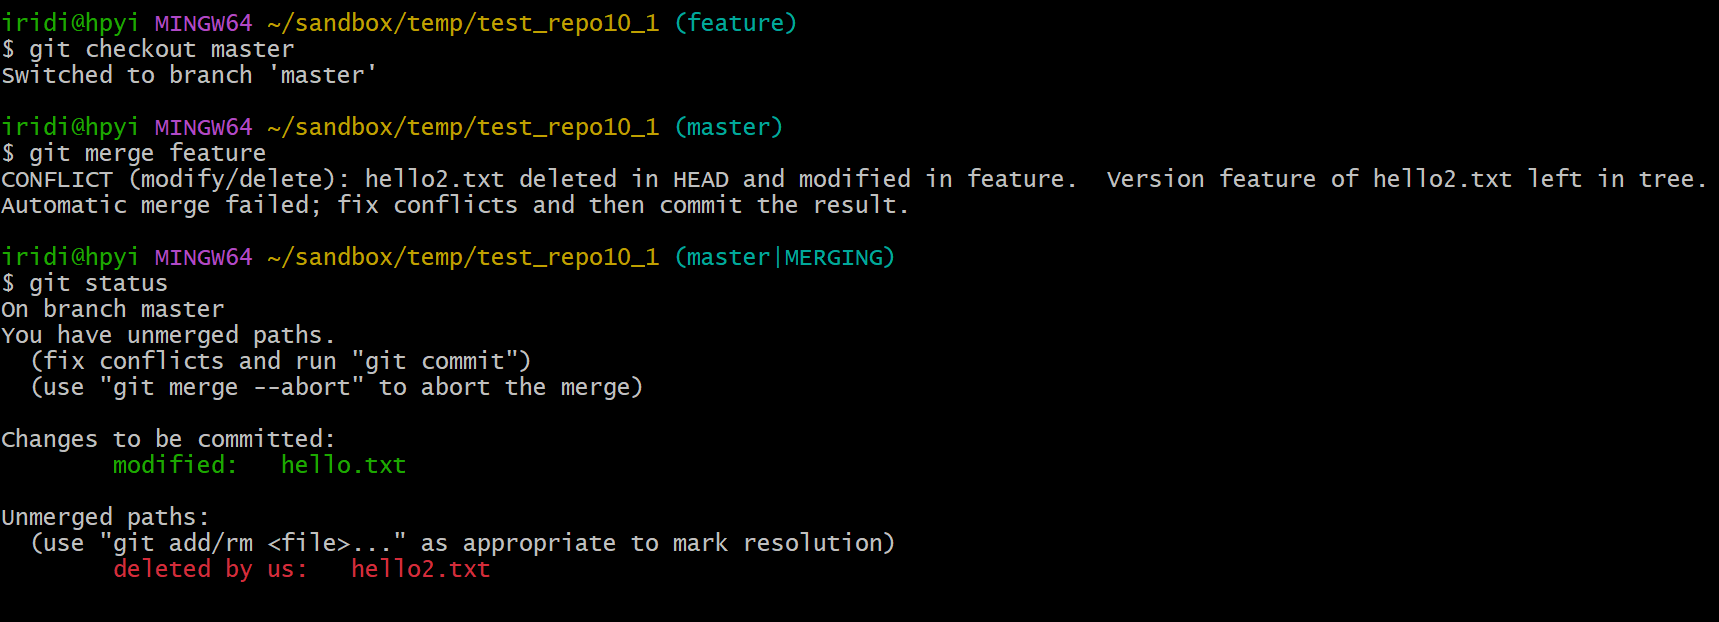 iridi@hpyi MINGW64 ~/sandbox/temp/test_repo10_1 (feature)
$ git checkout master
Switched to branch 'master'

iridi@hpyi MINGW64 ~/sandbox/temp/test_repo10_1 (master)
$ git merge feature
CONFLICT (modify/delete): hello2.txt deleted in HEAD and modified in feature.  Version feature of hello2.txt left in tree.
Automatic merge failed; fix conflicts and then commit the result.

iridi@hpyi MINGW64 ~/sandbox/temp/test_repo10_1 (master|MERGING)
$ git status
On branch master
You have unmerged paths.
  (fix conflicts and run "git commit")
  (use "git merge --abort" to abort the merge)

Changes to be committed:
        modified:   hello.txt

Unmerged paths:
  (use "git add/rm <file>..." as appropriate to mark resolution)
        deleted by us:   hello2.txt